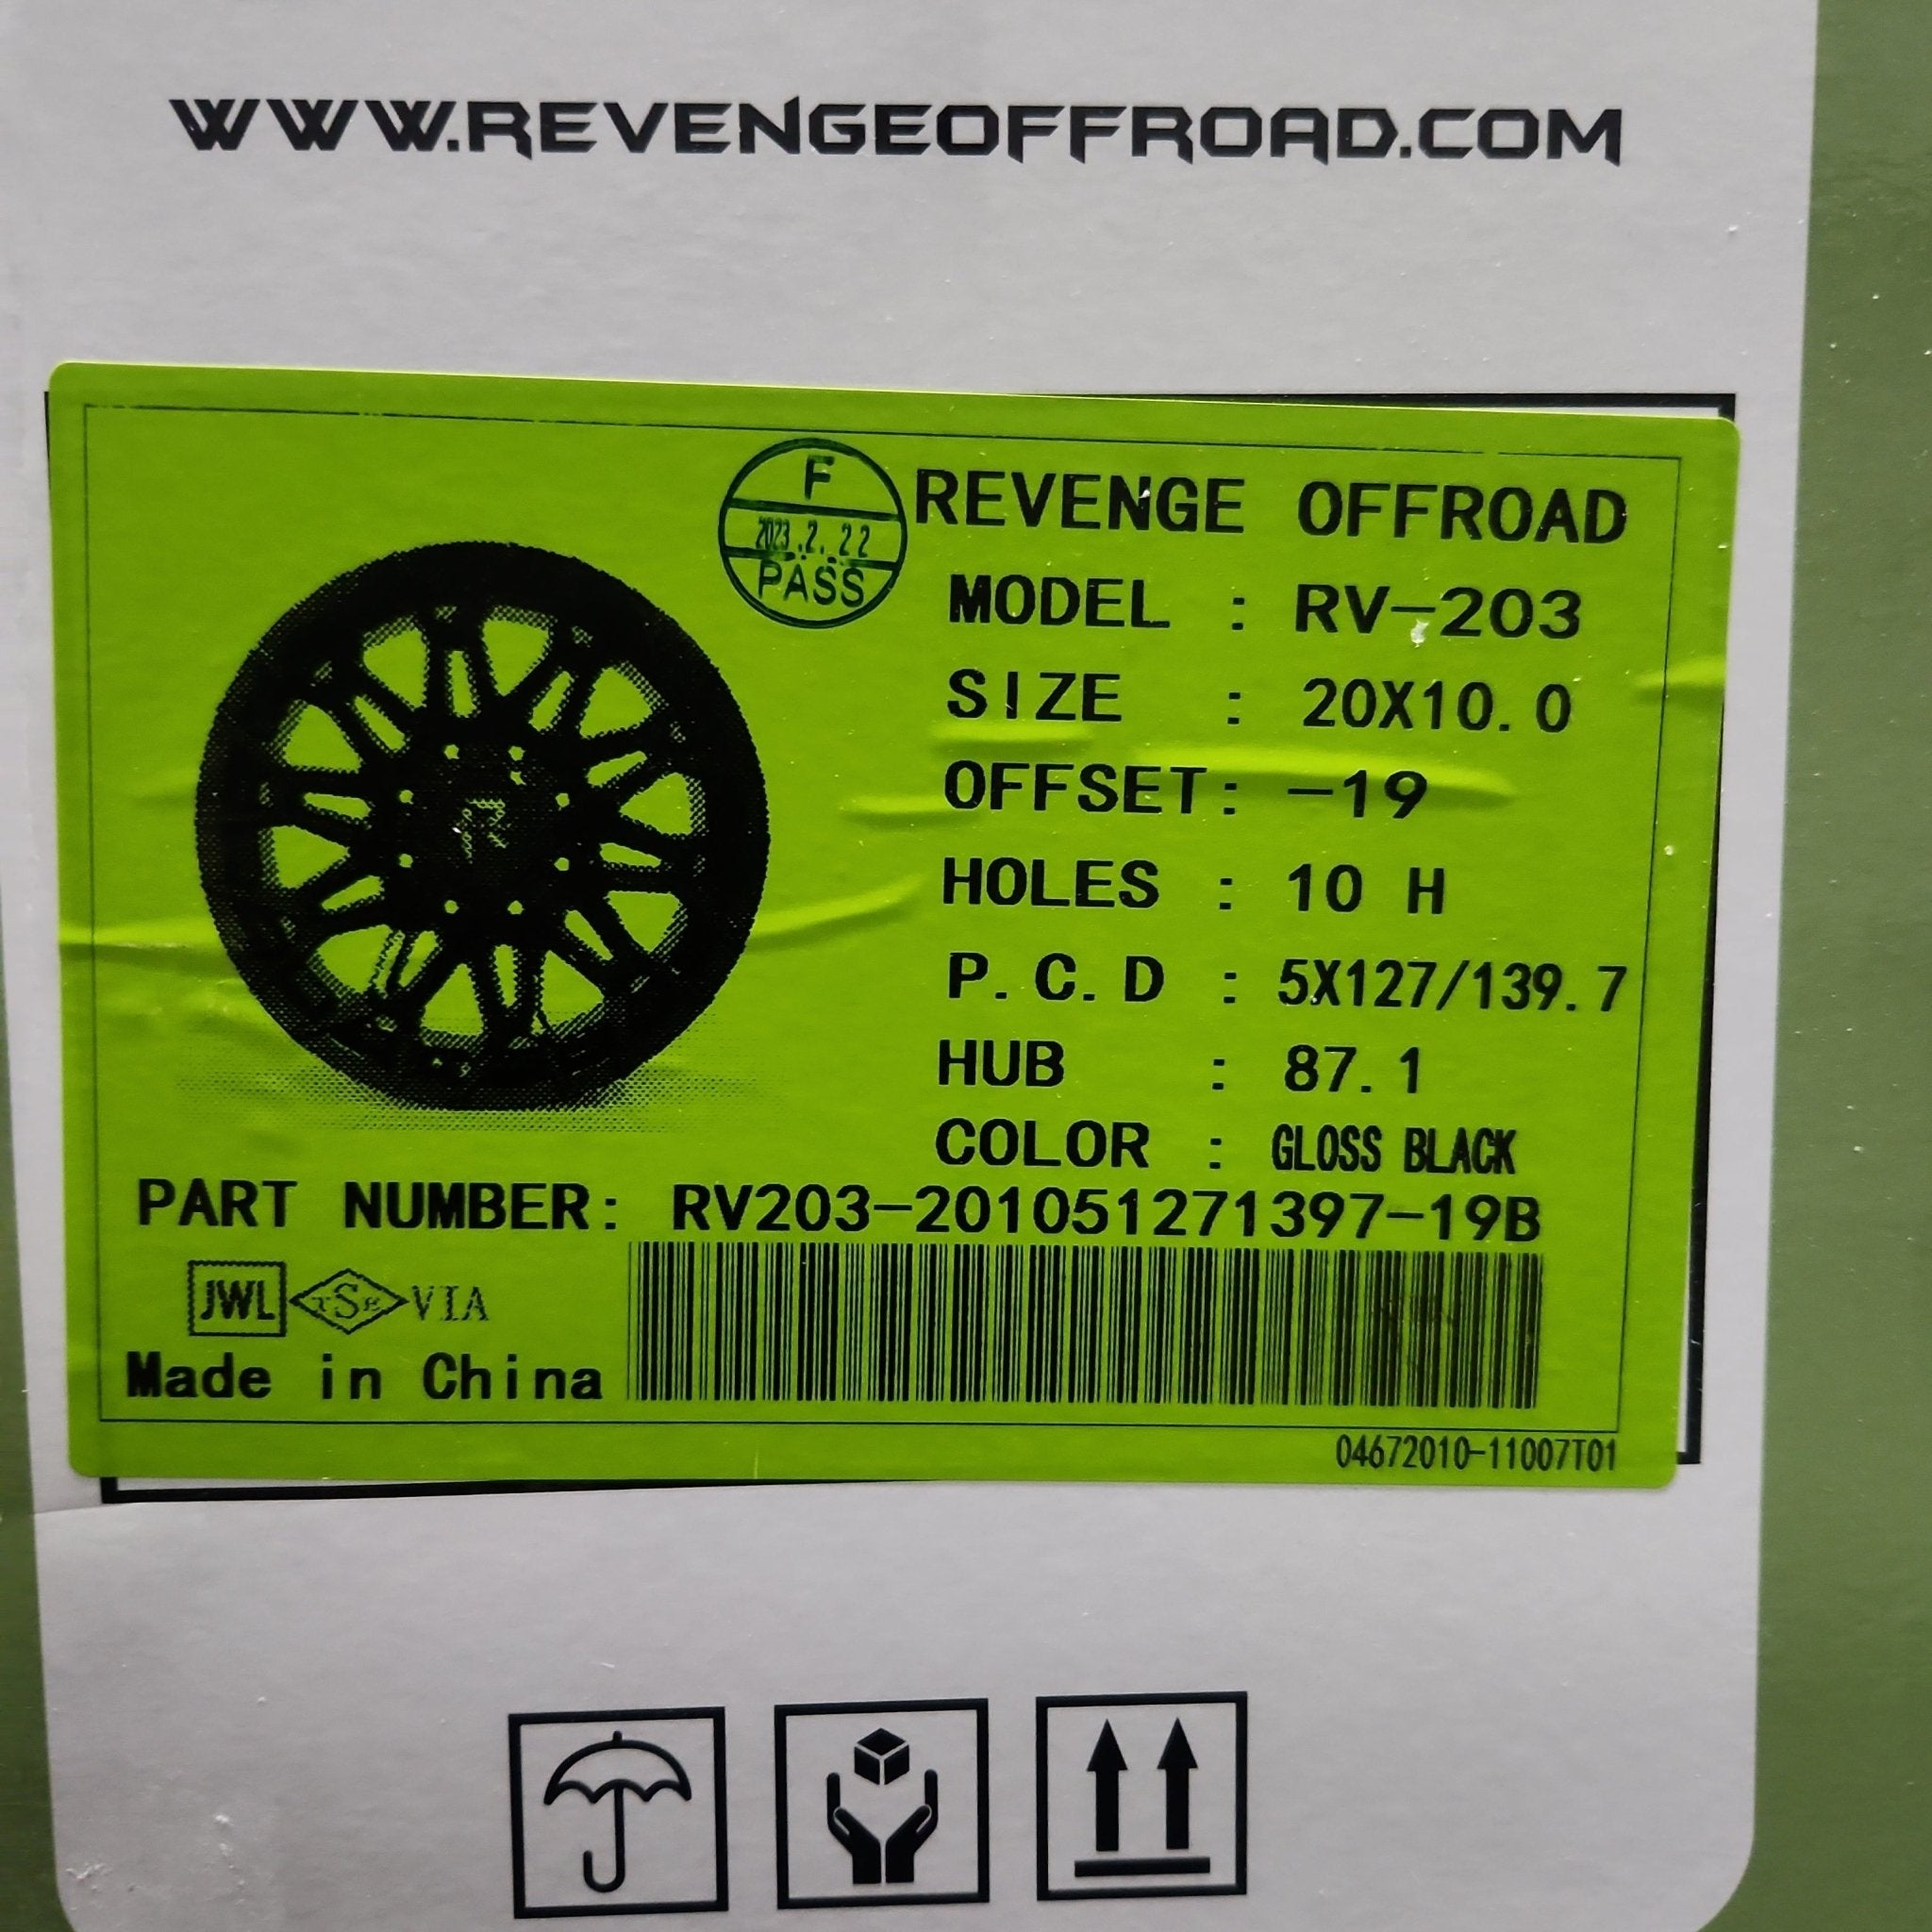 WWW.REVENGEOFFROAD.COM
F
2023.2.22
PASS
REVENGE OFFROAD
MODEL : RV-203
SIZE : 20X10.0
OFFSET: -19
HOLES : 10 H
P.C.D : 5X127/139.7
HUB : 87.1
COLOR : GLOSS BLACK
R
PART NUMBER: RV203-201051271397-19B
JWL TSE VIA
Made in China
04672010-11007T01